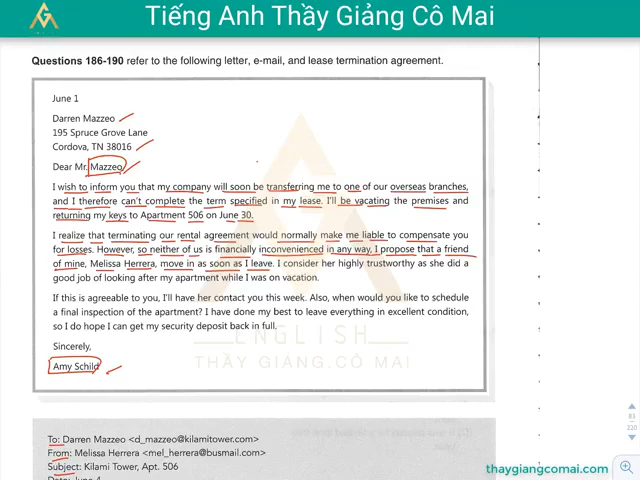 Tiếng Anh Thầy Giảng Cô Mai
Questions 186-190 refer to the following letter, e-mail, and lease termination agreement.
June 1
Darren Mazzeo
195 Spruce Grove Lane
Cordova, TN 38016
Dear Mr. Mazzeo,
I wish to inform you that my company will soon be transferring me to one of our overseas branches,
and I therefore can't complete the term specified in my lease. I'll be vacating the premises and
returning my keys to Apartment 506 on June 30.
I realize that terminating our rental agreement would normally make me liable to compensate you
for losses. However, so neither of us is financially inconvenienced in any way, I propose that a friend
of mine, Melissa Herrera, move in as soon as I leave. I consider her highly trustworthy as she did a
good job of looking after my apartment while I was on vacation.
If this is agreeable to you, I'll have her contact you this week. Also, when would you like to schedule
a final inspection of the apartment? I have done my best to leave everything in excellent condition,
so I do hope I can get my security deposit back in full.
ENGLISH
Sincerely,
THẦY GIẢNG.CÔ MAI
Amy Schild
To: Darren Mazzeo <d_mazzeo@kilamitower.com>
From: Melissa Herrera <mel_herrera@busmail.com>
Subject: Kilami Tower, Apt. 506
Date: June 4
83
220
thaygiangcomai.com